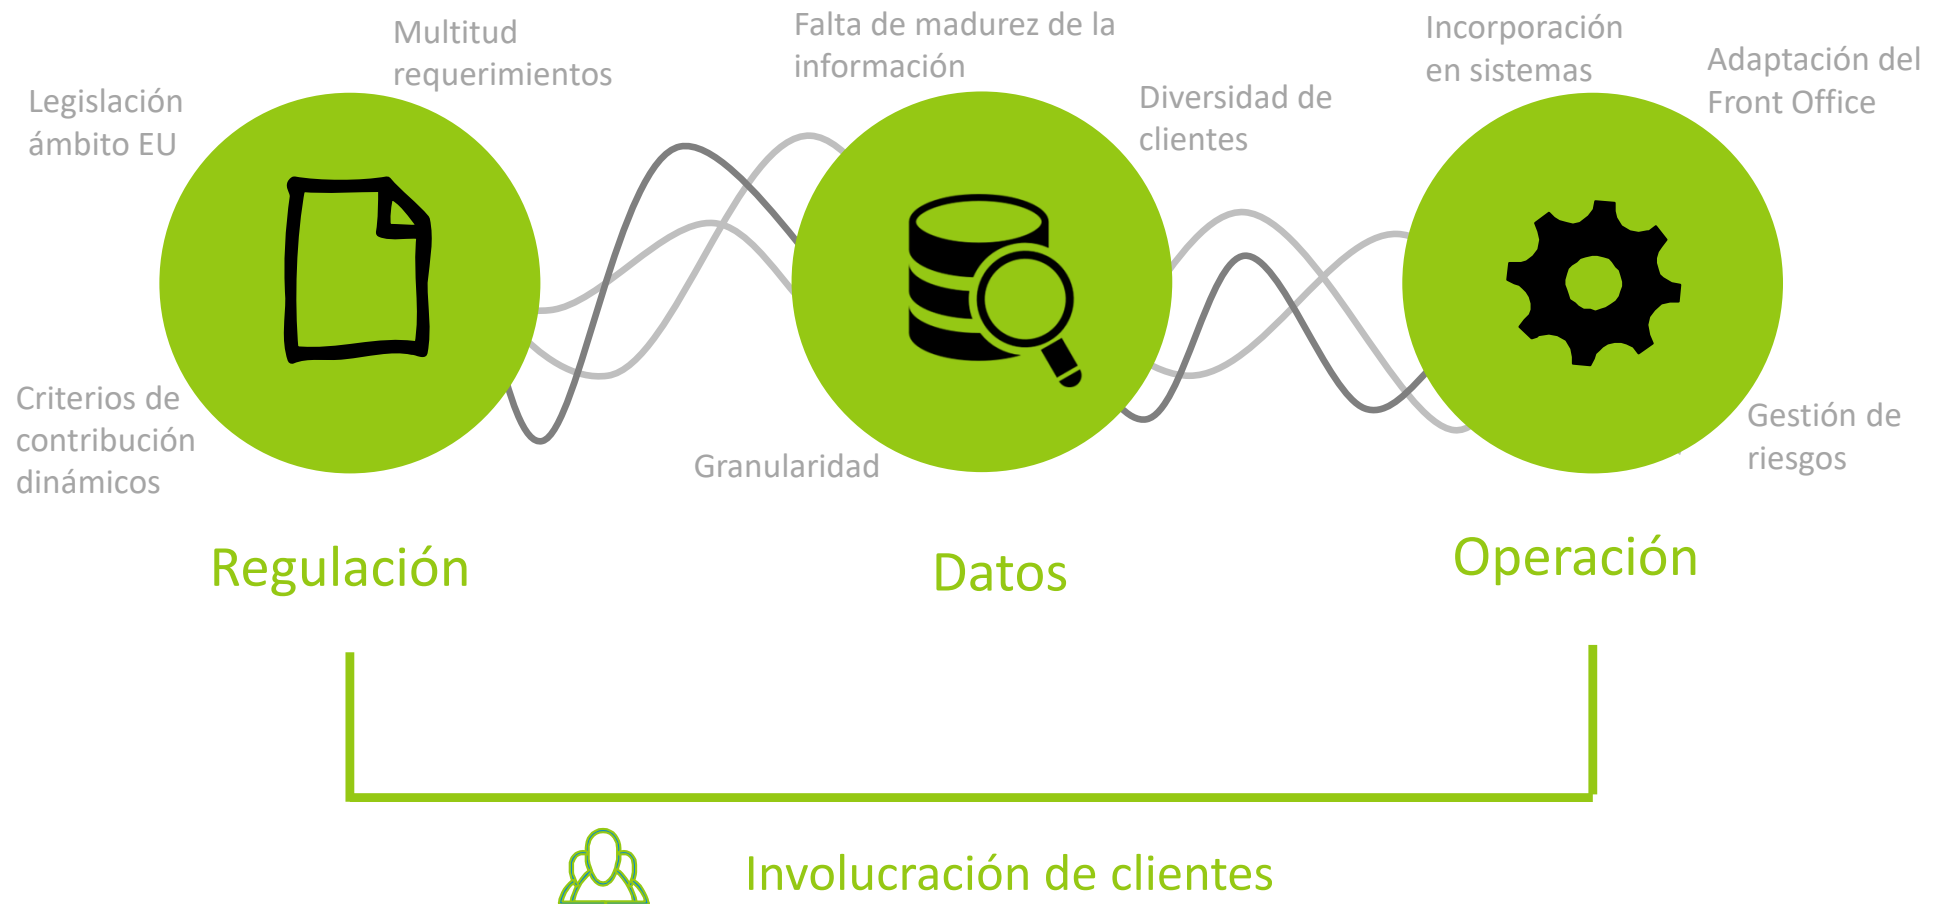 Legislación
ámbito EU
Multitud
requerimientos
Criterios de
contribución
dinámicos
Regulación
Falta de madurez de la
información
Diversidad de
clientes
Granularidad
Datos
Incorporación
en sistemas
Adaptación del
Front Office
Gestión de
riesgos
Operación
Involucración de clientes